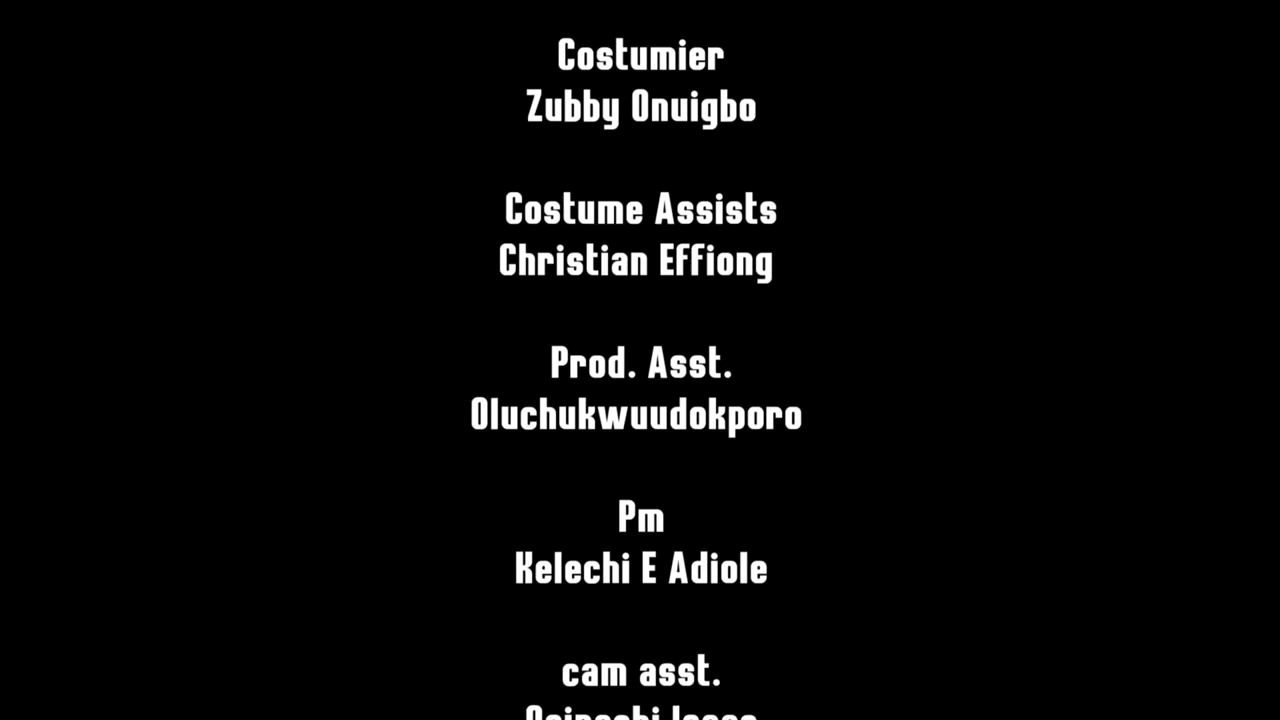 Costumier
Zubby Onuigbo
Costume Assists
Christian Effiong
Prod. Asst.
Oluchukwuudokporo
Pm
Kelechi E Adiole
cam asst.